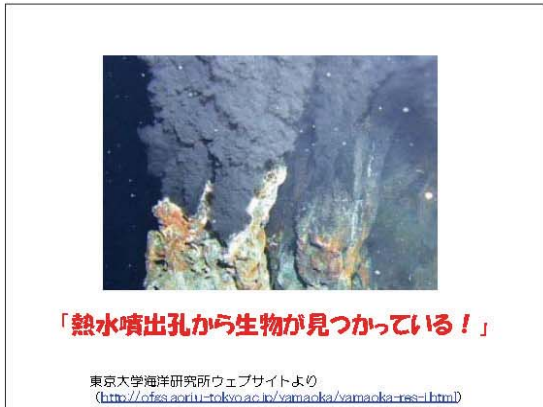 「熱水噴出孔から生物が見つかっている！」
東京大学海洋研究所ウェブサイトより
(http://ofgs.aori.u-tokyo.ac.jp/yamaoka/yamaoka-res-i.html)